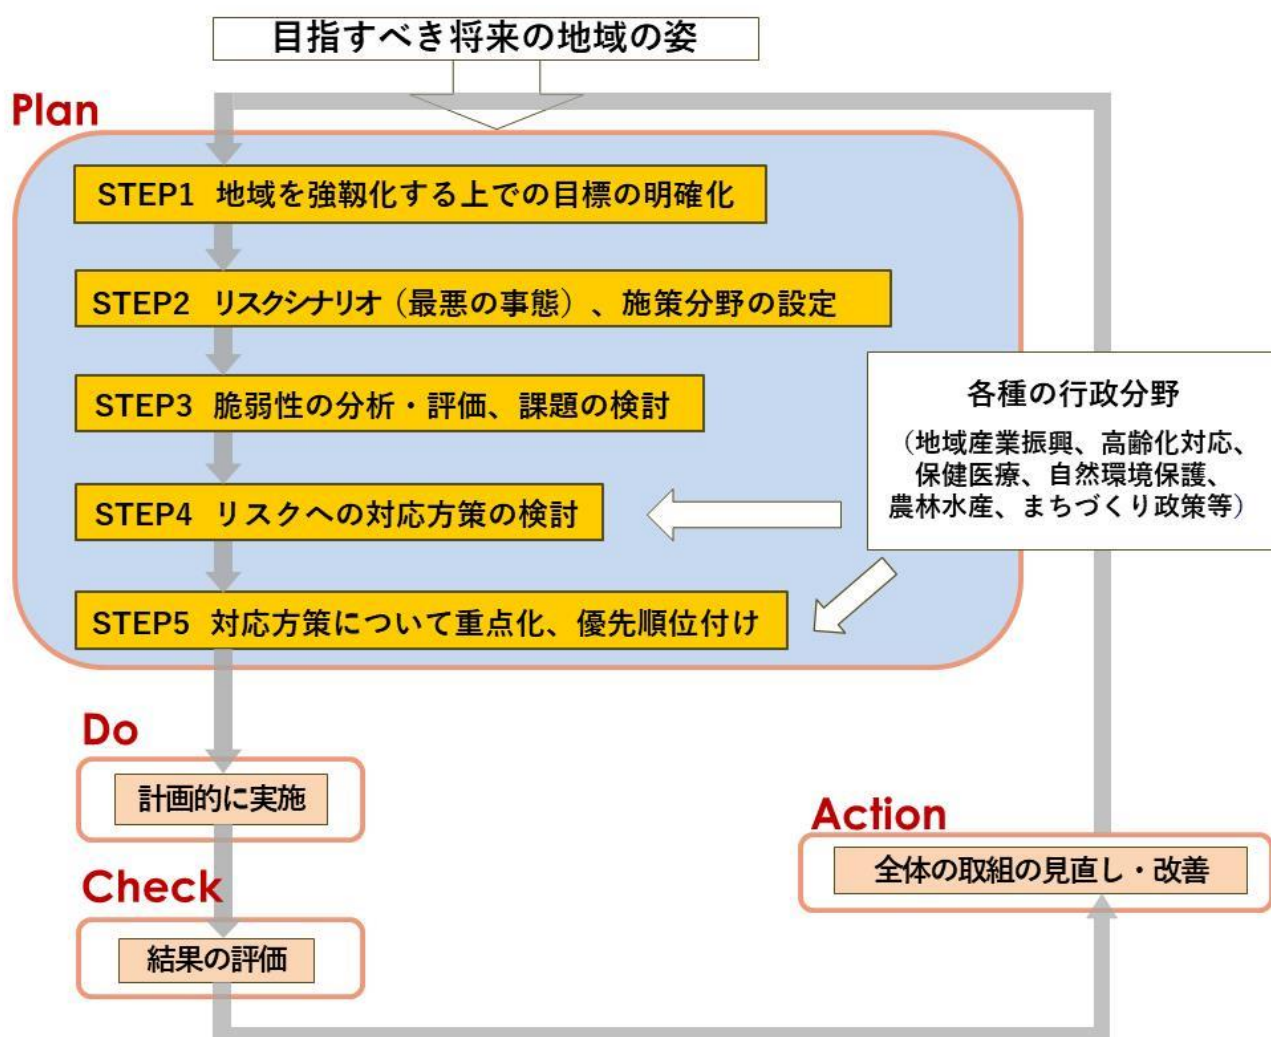 目指すべき将来の地域の姿
Plan
STEP1 地域を強靱化する上での目標の明確化
STEP2 リスクシナリオ（最悪の事態）、施策分野の設定
STEP3 脆弱性の分析・評価、課題の検討
STEP4 リスクへの対応方策の検討
STEP5 対応方策について重点化、優先順位付け
各種の行政分野
（地域産業振興、高齢化対応、
保健医療、自然環境保護、
農林水産、まちづくり政策等）
Do
計画的に実施
Check
結果の評価
Action
全体の取組の見直し・改善